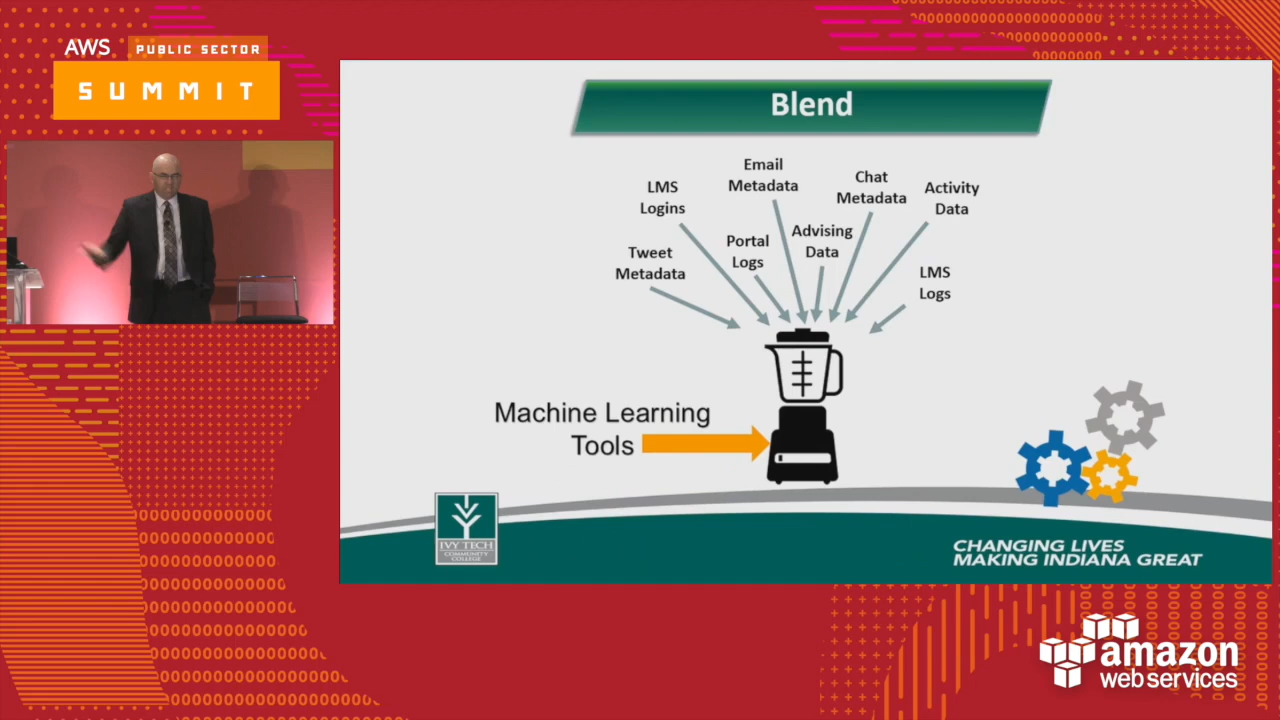 AWS PUBLIC SECTOR
SUMMIT
Blend
Email
Metadata
LMS
Logins
Chat
Metadata
Activity
Data
Tweet
Metadata
Portal
Logs
Advising
Data
LMS
Logs
Machine Learning
Tools
IVY TECH
COMMUNITY
COLLEGE
CHANGING LIVES
MAKING INDIANA GREAT
amazon
web services